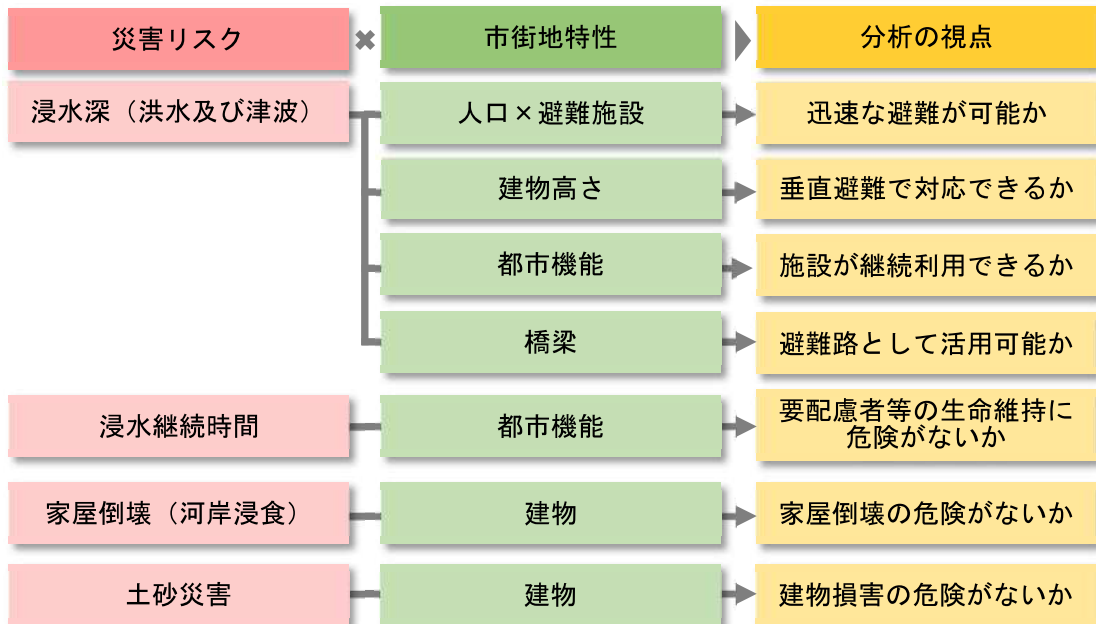 災害リスク
×
市街地特性
分析の視点
浸水深（洪水及び津波）
人口×避難施設
迅速な避難が可能か
建物高さ
垂直避難で対応できるか
都市機能
施設が継続利用できるか
橋梁
避難路として活用可能か
浸水継続時間
都市機能
要配慮者等の生命維持に
危険がないか
家屋倒壊（河岸浸食）
建物
家屋倒壊の危険がないか
土砂災害
建物
建物損害の危険がないか